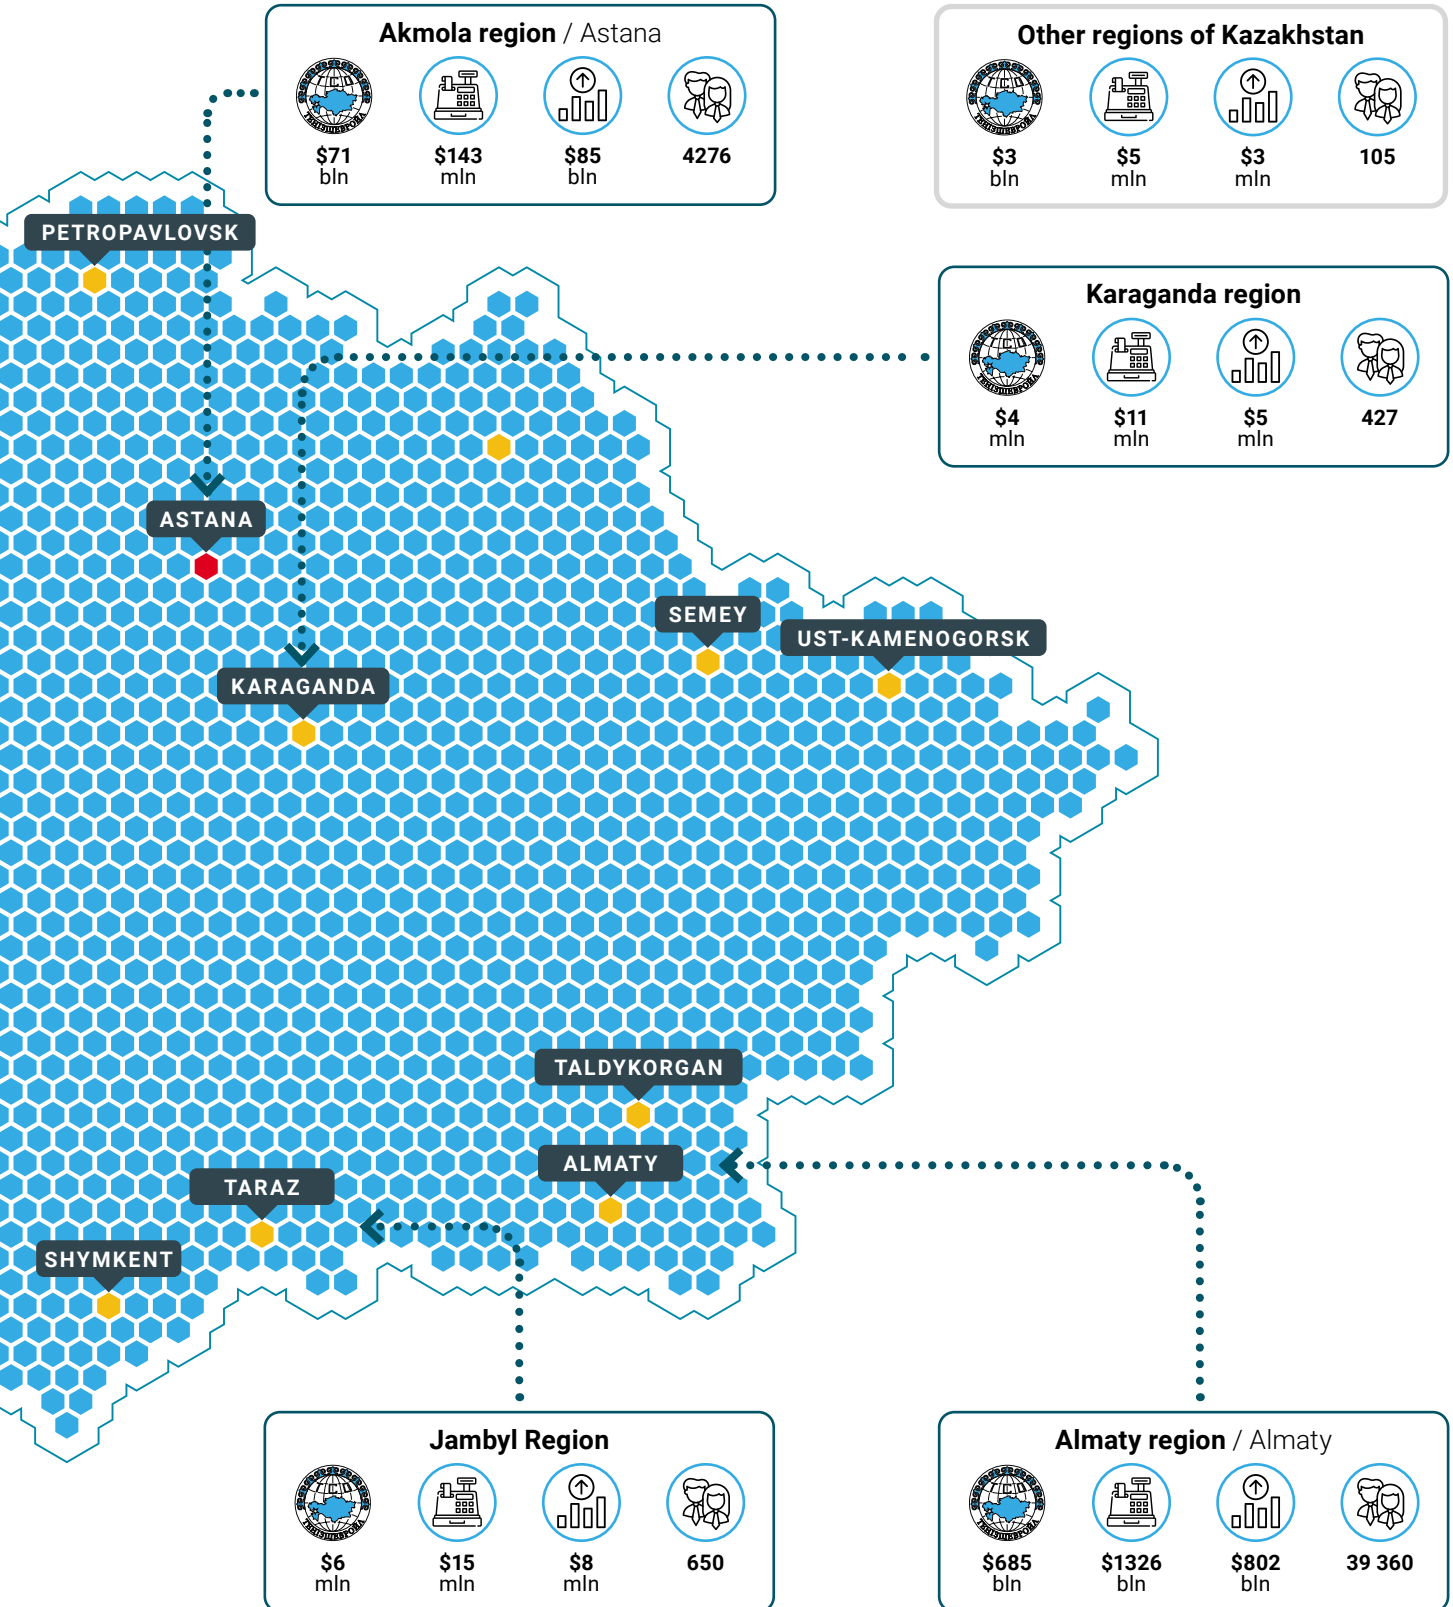 Akmola region / Astana
$71 $143 $85 4276
bln mln bln
Other regions of Kazakhstan
$3 $5 $3 105
bln mln mln
PETROPAVLOVSK
Karaganda region
$4 $11 $5 427
mln mln mln
ASTANA
SEMEY
UST-KAMENOGORSK
KARAGANDA
TALDYKORGAN
ALMATY
TARAZ
SHYMKENT
Jambyl Region
$6 $15 $8 650
mln mln mln
Almaty region / Almaty
$685 $1326 $802 39 360
bln bln bln